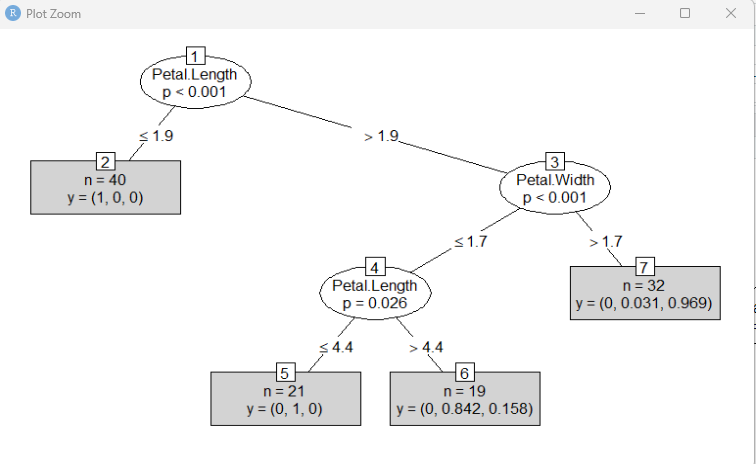 Plot Zoom
1
Petal.Length
p < 0.001
≤ 1.9
> 1.9
2
n = 40
y = (1, 0, 0)
3
Petal.Width
p < 0.001
≤ 1.7
> 1.7
4
Petal.Length
p = 0.026
7
n = 32
y = (0, 0.031, 0.969)
≤ 4.4
> 4.4
5
n = 21
y = (0, 1, 0)
6
n = 19
y = (0, 0.842, 0.158)